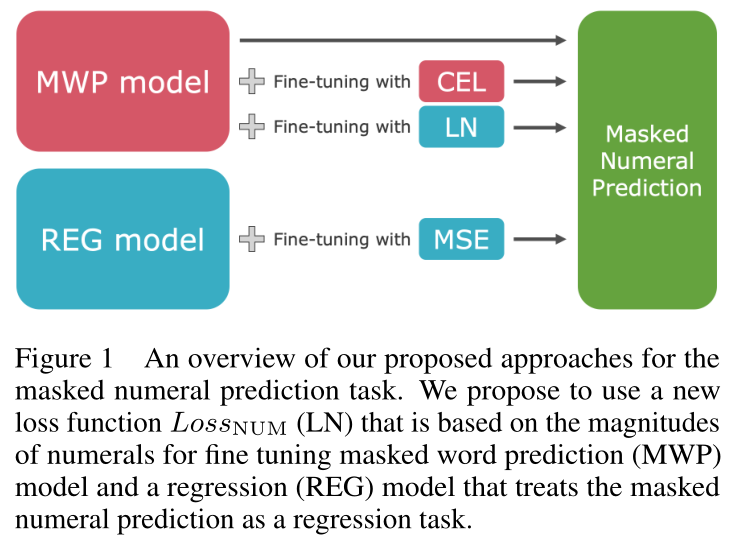 MWP model
Fine-tuning with CEL
Fine-tuning with LN
REG model
Fine-tuning with MSE
Masked
Numeral
Prediction
Figure 1 An overview of our proposed approaches for the
masked numeral prediction task. We propose to use a new
loss function Loss_NUM (LN) that is based on the magnitudes
of numerals for fine tuning masked word prediction (MWP)
model and a regression (REG) model that treats the masked
numeral prediction as a regression task.